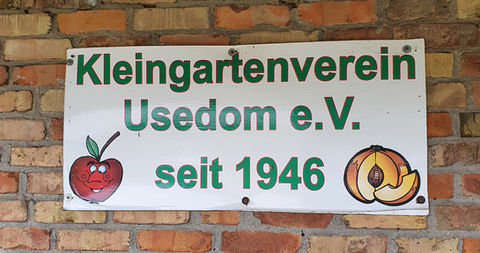 Kleingartenverein
Usedom e.V.
seit 1946